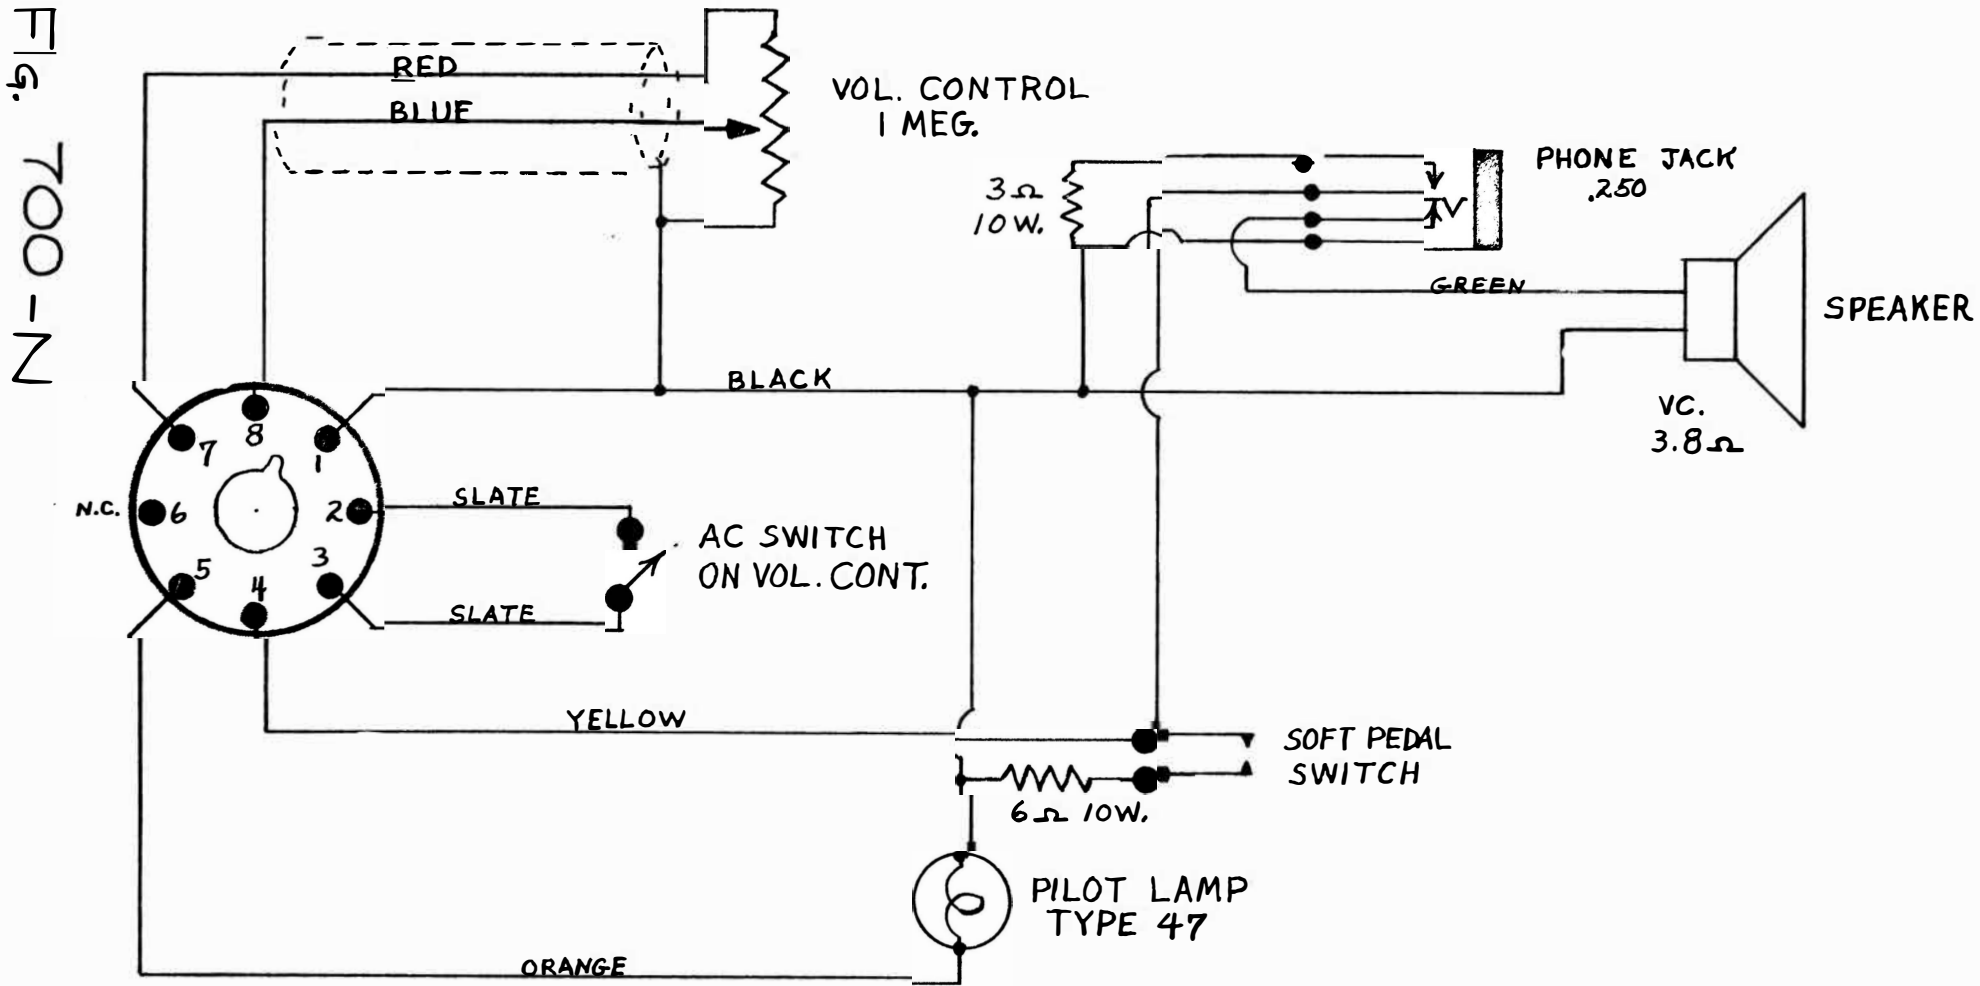 FIG. 700-N
RED
BLUE
VOL. CONTROL
1 MEG.
3Ω
10W.
PHONE JACK
.250
GREEN
SPEAKER
VC.
3.8Ω
BLACK
8
7
1
N.C.
6
2
5
3
4
SLATE
AC SWITCH
ON VOL. CONT.
SLATE
YELLOW
SOFT PEDAL
SWITCH
6Ω 10W.
PILOT LAMP
TYPE 47
ORANGE